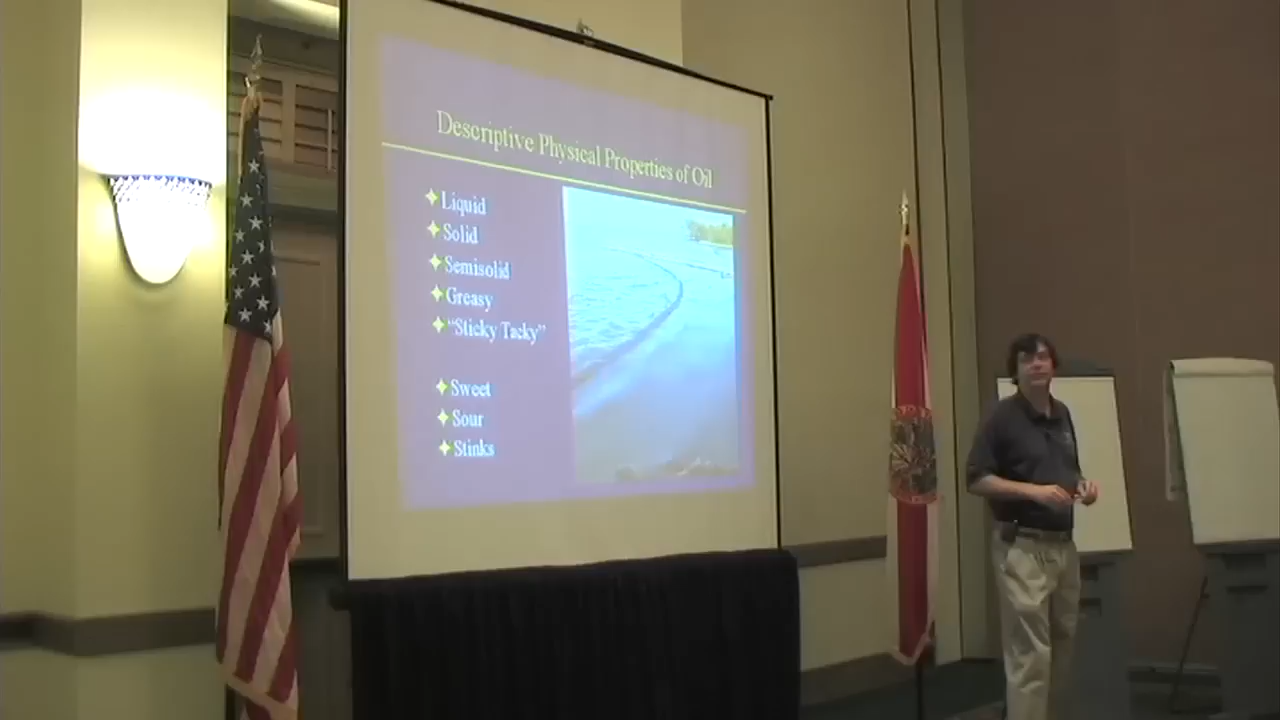 Descriptive Physical Properties of Oil
Liquid
Solid
Semisolid
Greasy
“Sticky Tacky”
Sweet
Sour
Stinks